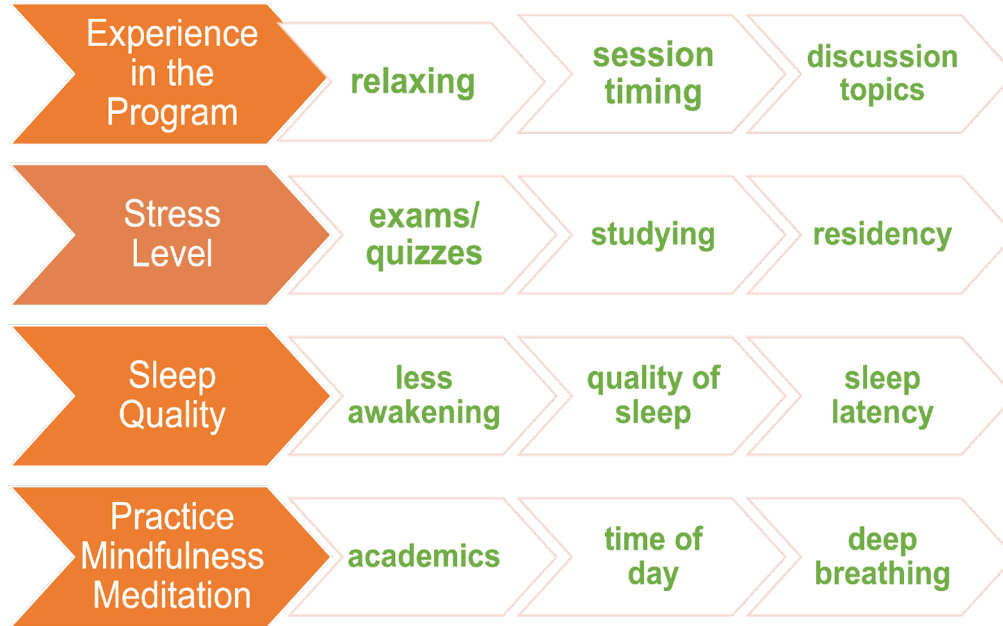 Experience
in the
Program
relaxing
session
timing
discussion
topics
Stress
Level
exams/
quizzes
studying
residency
Sleep
Quality
less
awakening
quality of
sleep
sleep
latency
Practice
Mindfulness
Meditation
academics
time of
day
deep
breathing